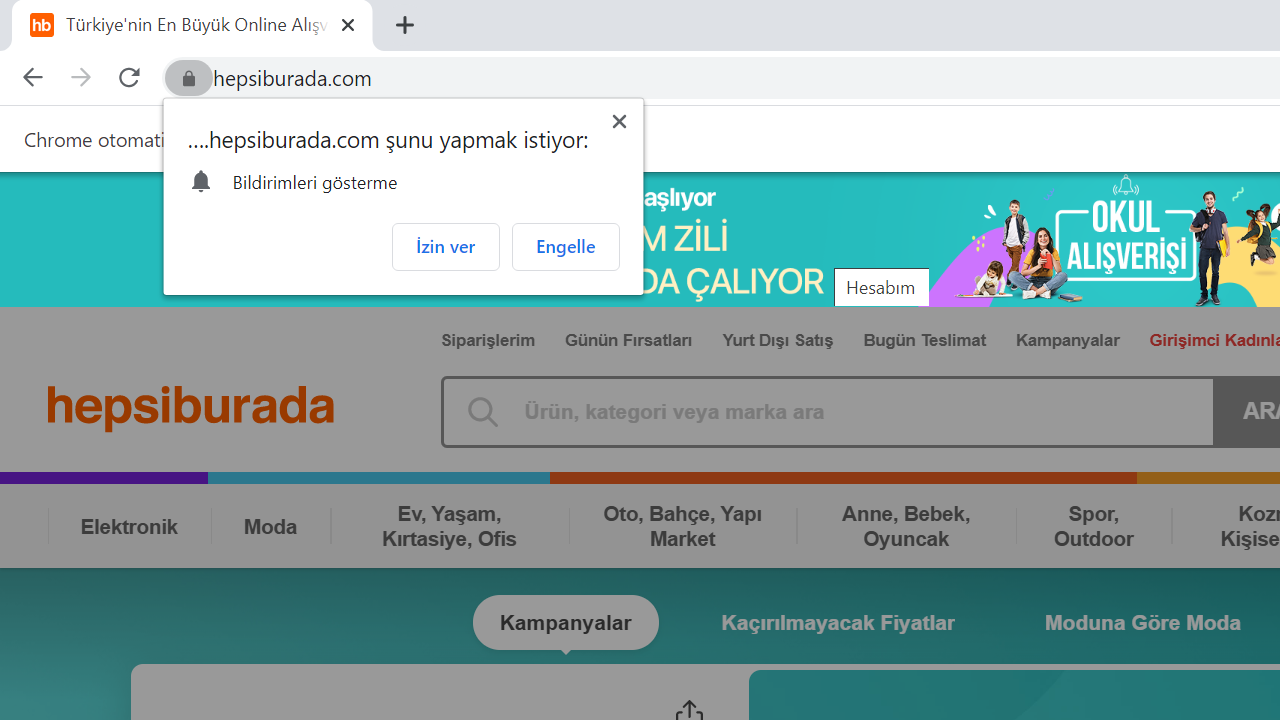 hb Türkiye'nin En Büyük Online Alışv
hepsiburada.com
Chrome otomati
....hepsiburada.com şunu yapmak istiyor:
Bildirimleri gösterme
İzin ver Engelle
aşlıyor
M ZİLİ
DA ÇALIYOR
OKUL
ALIŞVERİŞİ
Hesabım
Siparişlerim Günün Fırsatları Yurt Dışı Satış Bugün Teslimat Kampanyalar Girişimci Kadınla
hepsiburada
Ürün, kategori veya marka ara
ARA
Elektronik
Moda
Ev, Yaşam,
Kırtasiye, Ofis
Oto, Bahçe, Yapı
Market
Anne, Bebek,
Oyuncak
Spor,
Outdoor
Kozm
Kişise
Kampanyalar Kaçırılmayacak Fiyatlar Moduna Göre Moda